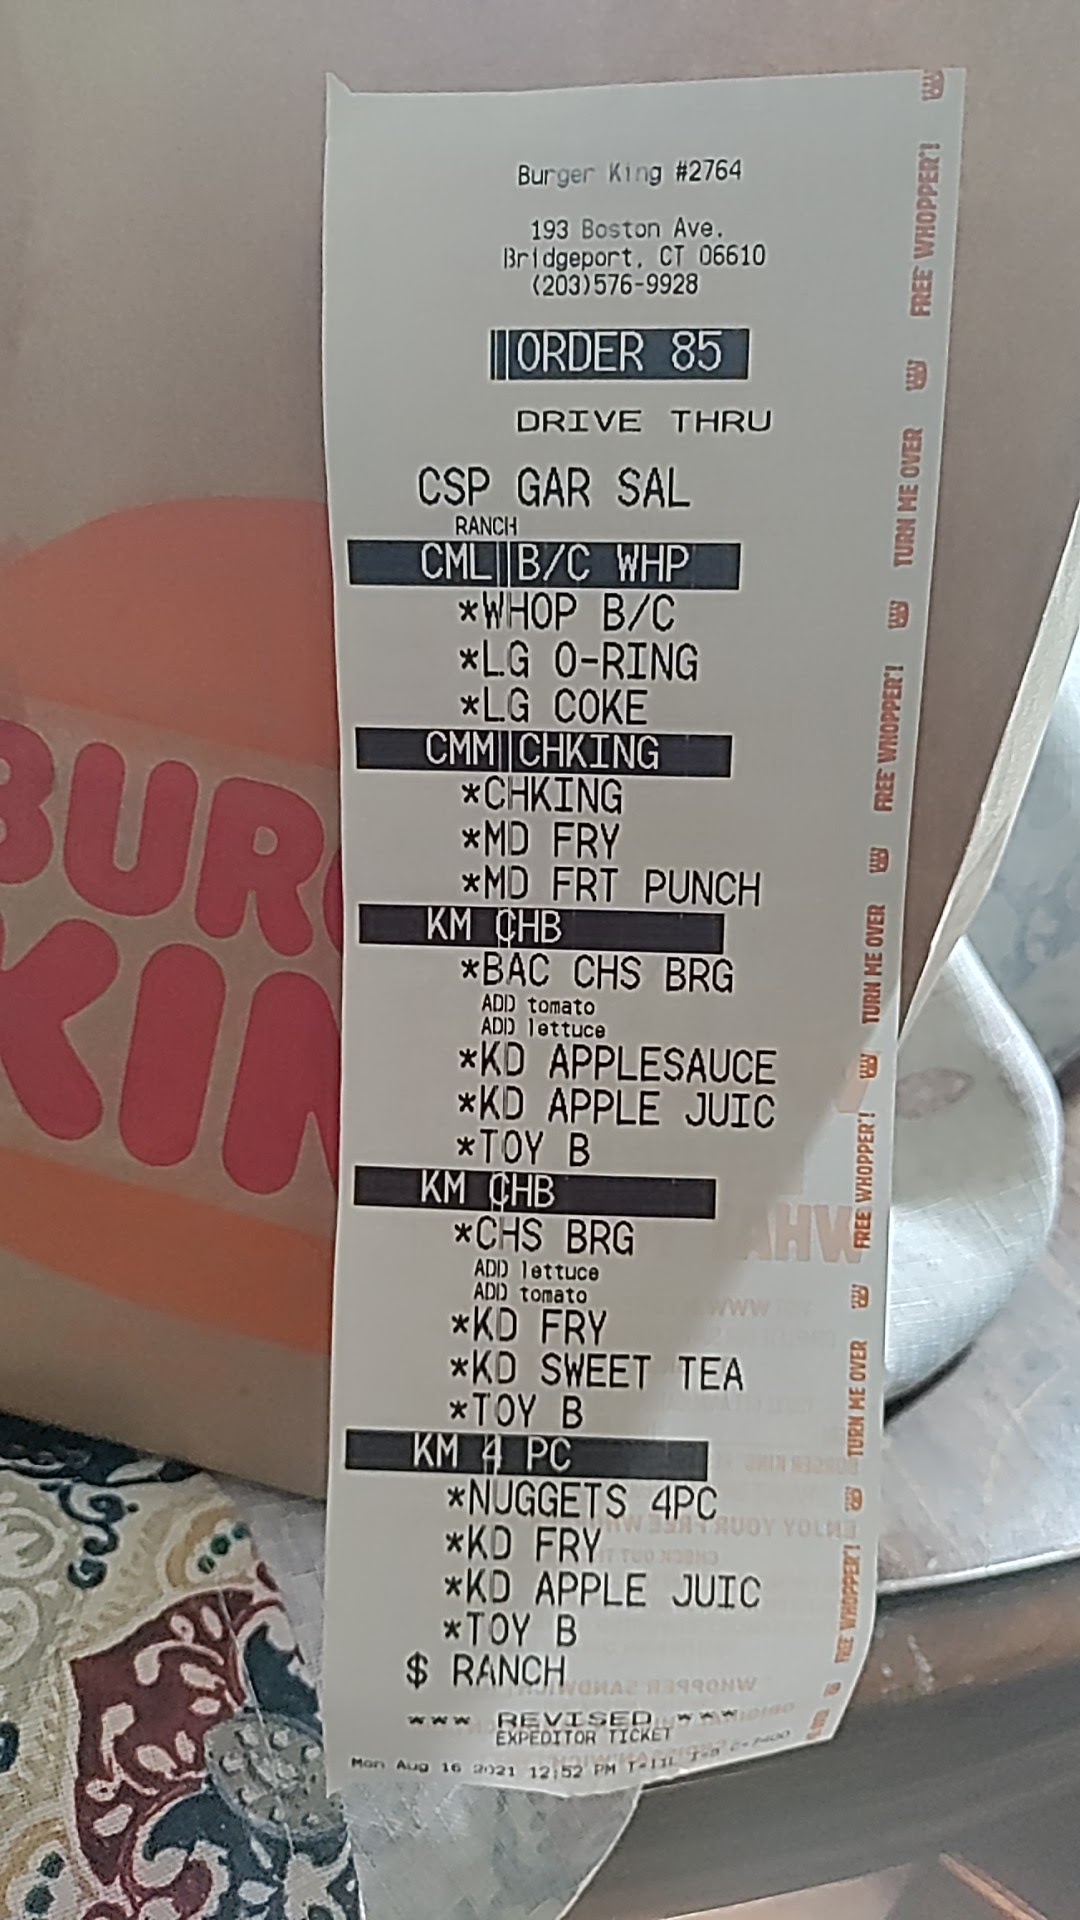 Burger King #2764
193 Boston Ave.
Bridgeport, CT 06610
(203)576-9928
ORDER 85
DRIVE THRU
CSP GAR SAL
RANCH
CML B/C WHP
*WHOP B/C
*LG O-RING
*LG COKE
CMM CHKING
*CHKING
*MD FRY
*MD FRT PUNCH
KM CHB
*BAC CHS BRG
ADD tomato
ADD lettuce
*KD APPLESAUCE
*KD APPLE JUIC
*TOY B
KM CHB
*CHS BRG
ADD lettuce
ADD tomato
*KD FRY
*KD SWEET TEA
*TOY B
KM 4 PC
*NUGGETS 4PC
*KD FRY
*KD APPLE JUIC
*TOY B
$ RANCH
*** REVISED ***
EXPEDITOR TICKET
Mon Aug 16 2021 12:52 PM
FREE WHOPPER!
TURN ME OVER
FREE WHOPPER!
TURN ME OVER
FREE WHOPPER!
TURN ME OVER
FREE WHOPPER!
BURG
KIN